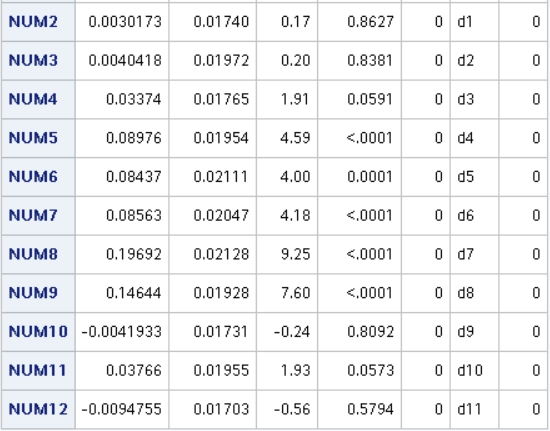 NUM2 0.0030173 0.01740 0.17 0.8627 0 d1 0
NUM3 0.0040418 0.01972 0.20 0.8381 0 d2 0
NUM4 0.03374 0.01765 1.91 0.0591 0 d3 0
NUM5 0.08976 0.01954 4.59 <.0001 0 d4 0
NUM6 0.08437 0.02111 4.00 0.0001 0 d5 0
NUM7 0.08563 0.02047 4.18 <.0001 0 d6 0
NUM8 0.19692 0.02128 9.25 <.0001 0 d7 0
NUM9 0.14644 0.01928 7.60 <.0001 0 d8 0
NUM10 -0.0041933 0.01731 -0.24 0.8092 0 d9 0
NUM11 0.03766 0.01955 1.93 0.0573 0 d10 0
NUM12 -0.0094755 0.01703 -0.56 0.5794 0 d11 0